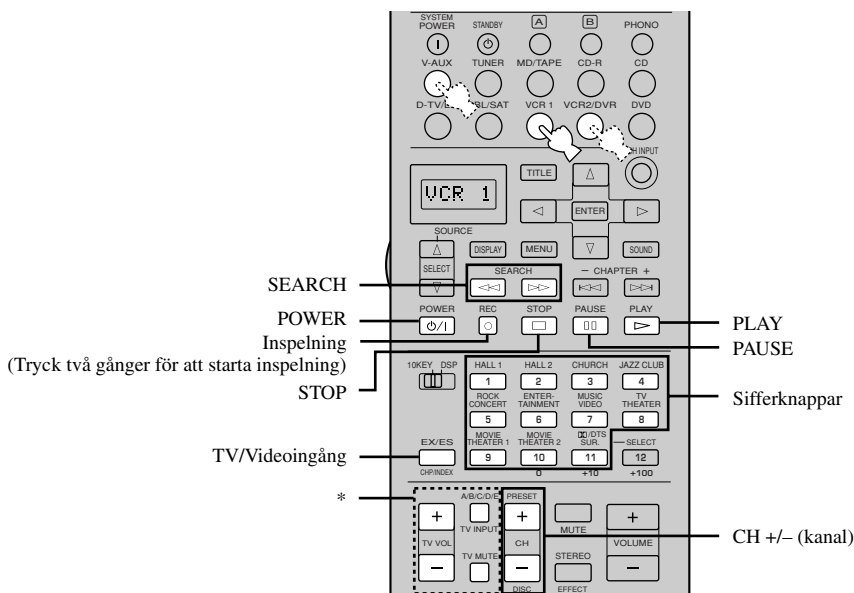 SYSTEM
POWER STANDBY A B PHONO
V-AUX TUNER MD/TAPE CD-R CD
D-TV/ BL/SAT VCR 1 VCR2/DVR DVD
H INPUT
TITLE
VCR 1
ENTER
SOURCE
DISPLAY MENU SOUND
SELECT
SEARCH – CHAPTER +
SEARCH
POWER REC STOP PAUSE PLAY
POWER
PLAY
Inspelning
PAUSE
(Tryck två gånger för att starta inspelning)
STOP
10KEY DSP
HALL 1 HALL 2 CHURCH JAZZ CLUB
1 2 3 4
ROCK CONCERT ENTER-TAINMENT MUSIC VIDEO TV THEATER
5 6 7 8
Sifferknappar
MOVIE THEATER 1 MOVIE THEATER 2 /DTS SUR. SELECT
EX/ES 9 10 11 12
CHP/INDEX 0 +10 +100
TV/Videoingång
*
A/B/C/D/E PRESET
+ TV INPUT + MUTE +
TV VOL CH VOLUME
CH +/– (kanal)
TV MUTE STEREO
– – –
DISC EFFECT